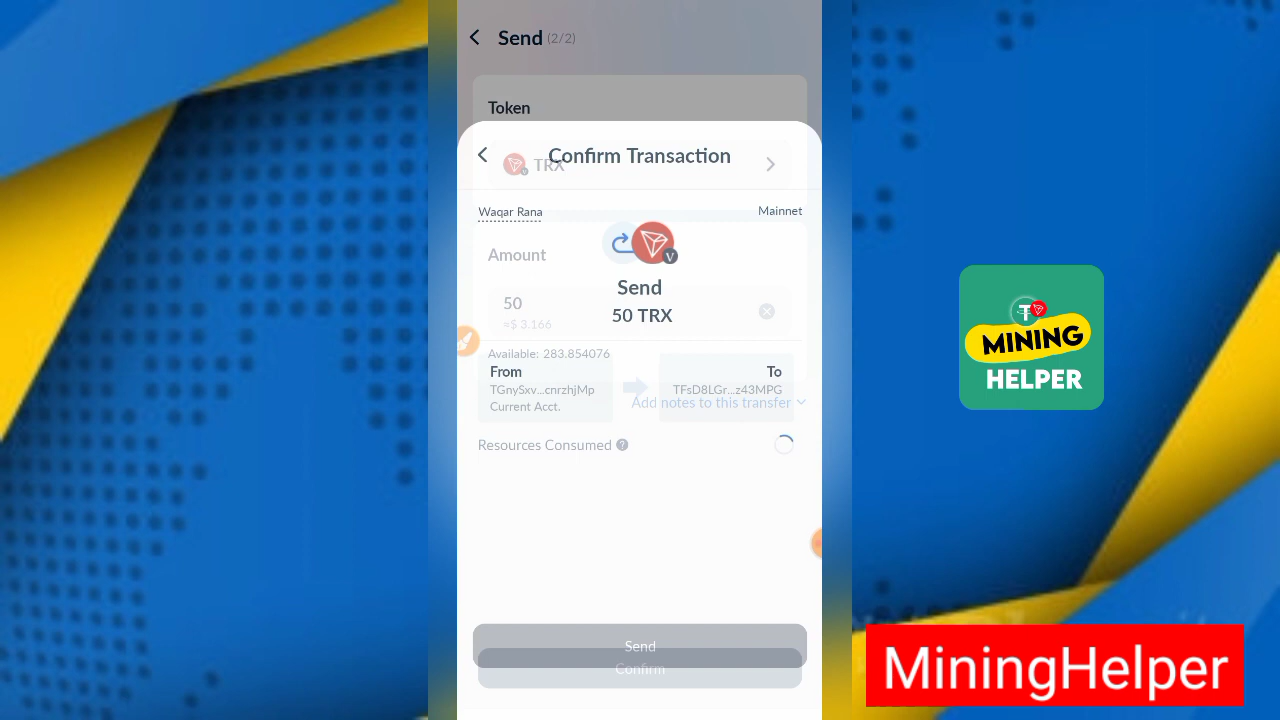 Send (2/2)
Token
Confirm Transaction
TRX
Waqar Rana
Mainnet
Amount
V
Send
50 TRX
50
≈$ 3.166
Available: 283.854076
From
To
TGnySxv...cnrzhjMp
TFsD8LGr...z43MPG
Current Acct.
Add notes to this transfer
Resources Consumed ?
Send
Confirm
T
MINING
HELPER
MiningHelper